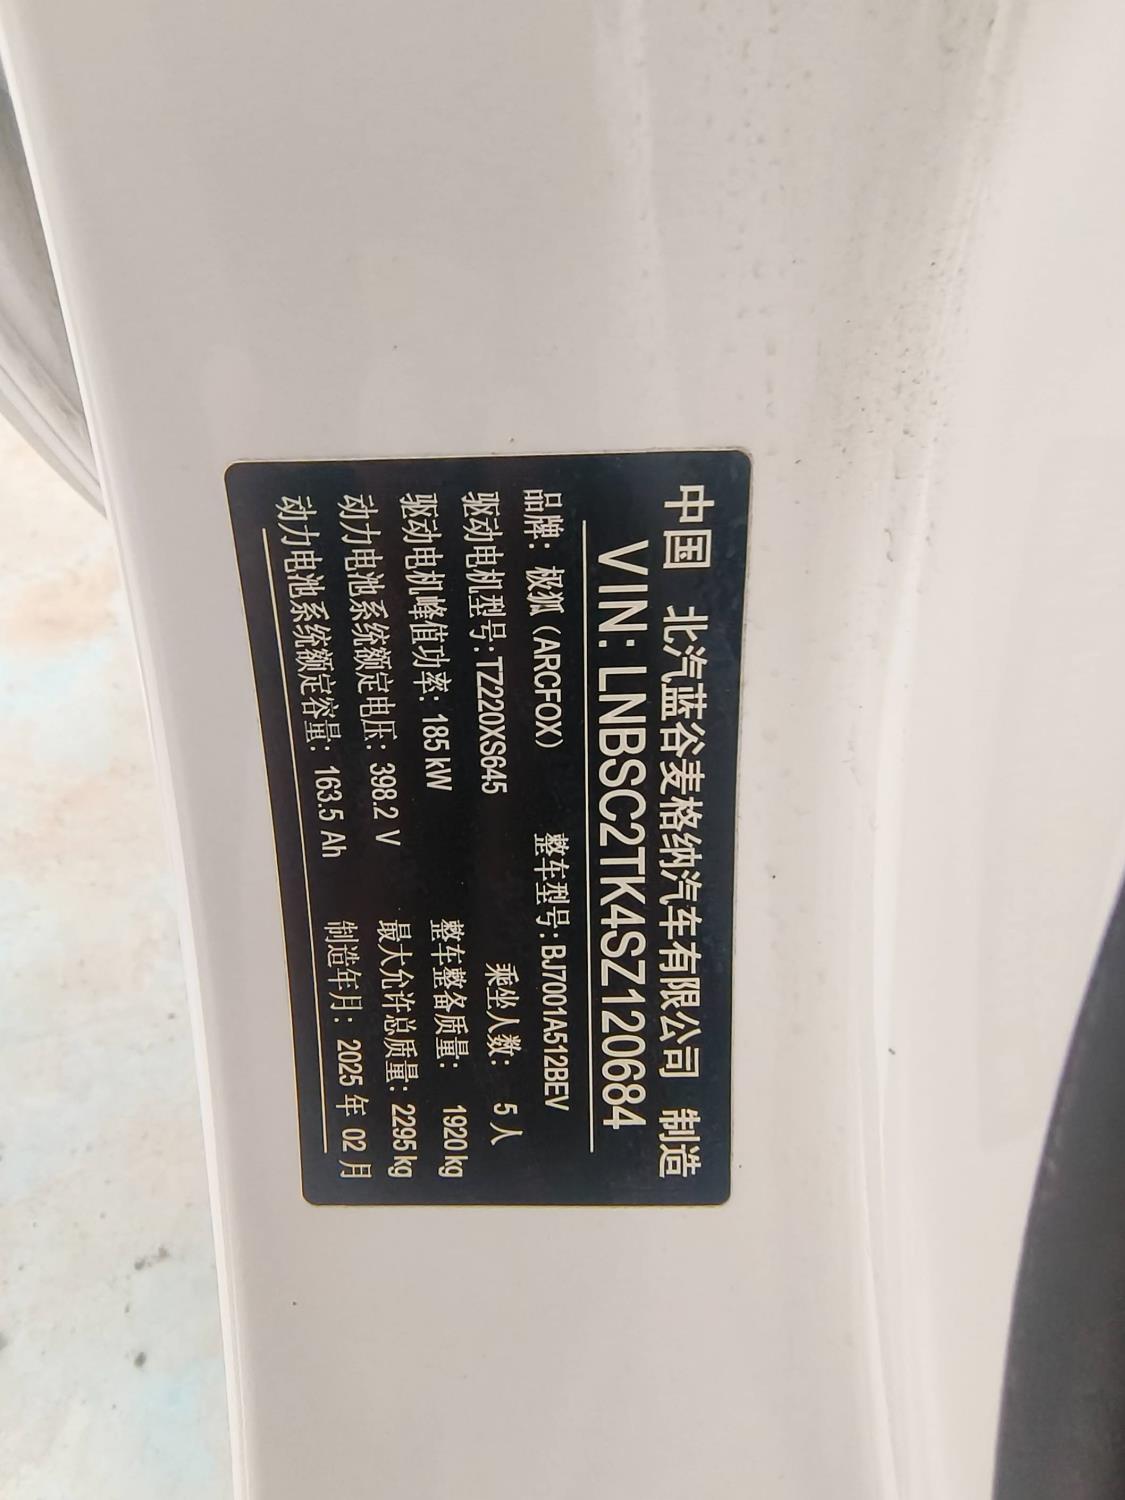 中国 北汽蓝谷麦格纳汽车有限公司 制造
VIN: LNBSC2TK4SZ120684
品牌: 极狐 (ARCFOX) 整车型号: BJ7001A512BEV
驱动电机型号: TZ220XS645 乘坐人数: 5 人
驱动电机峰值功率: 185 kW 整车整备质量: 1920 kg
动力电池系统额定电压: 398.2 V 最大允许总质量: 2295 kg
动力电池系统额定容量: 163.5 Ah 制造年月: 2025 年 02 月